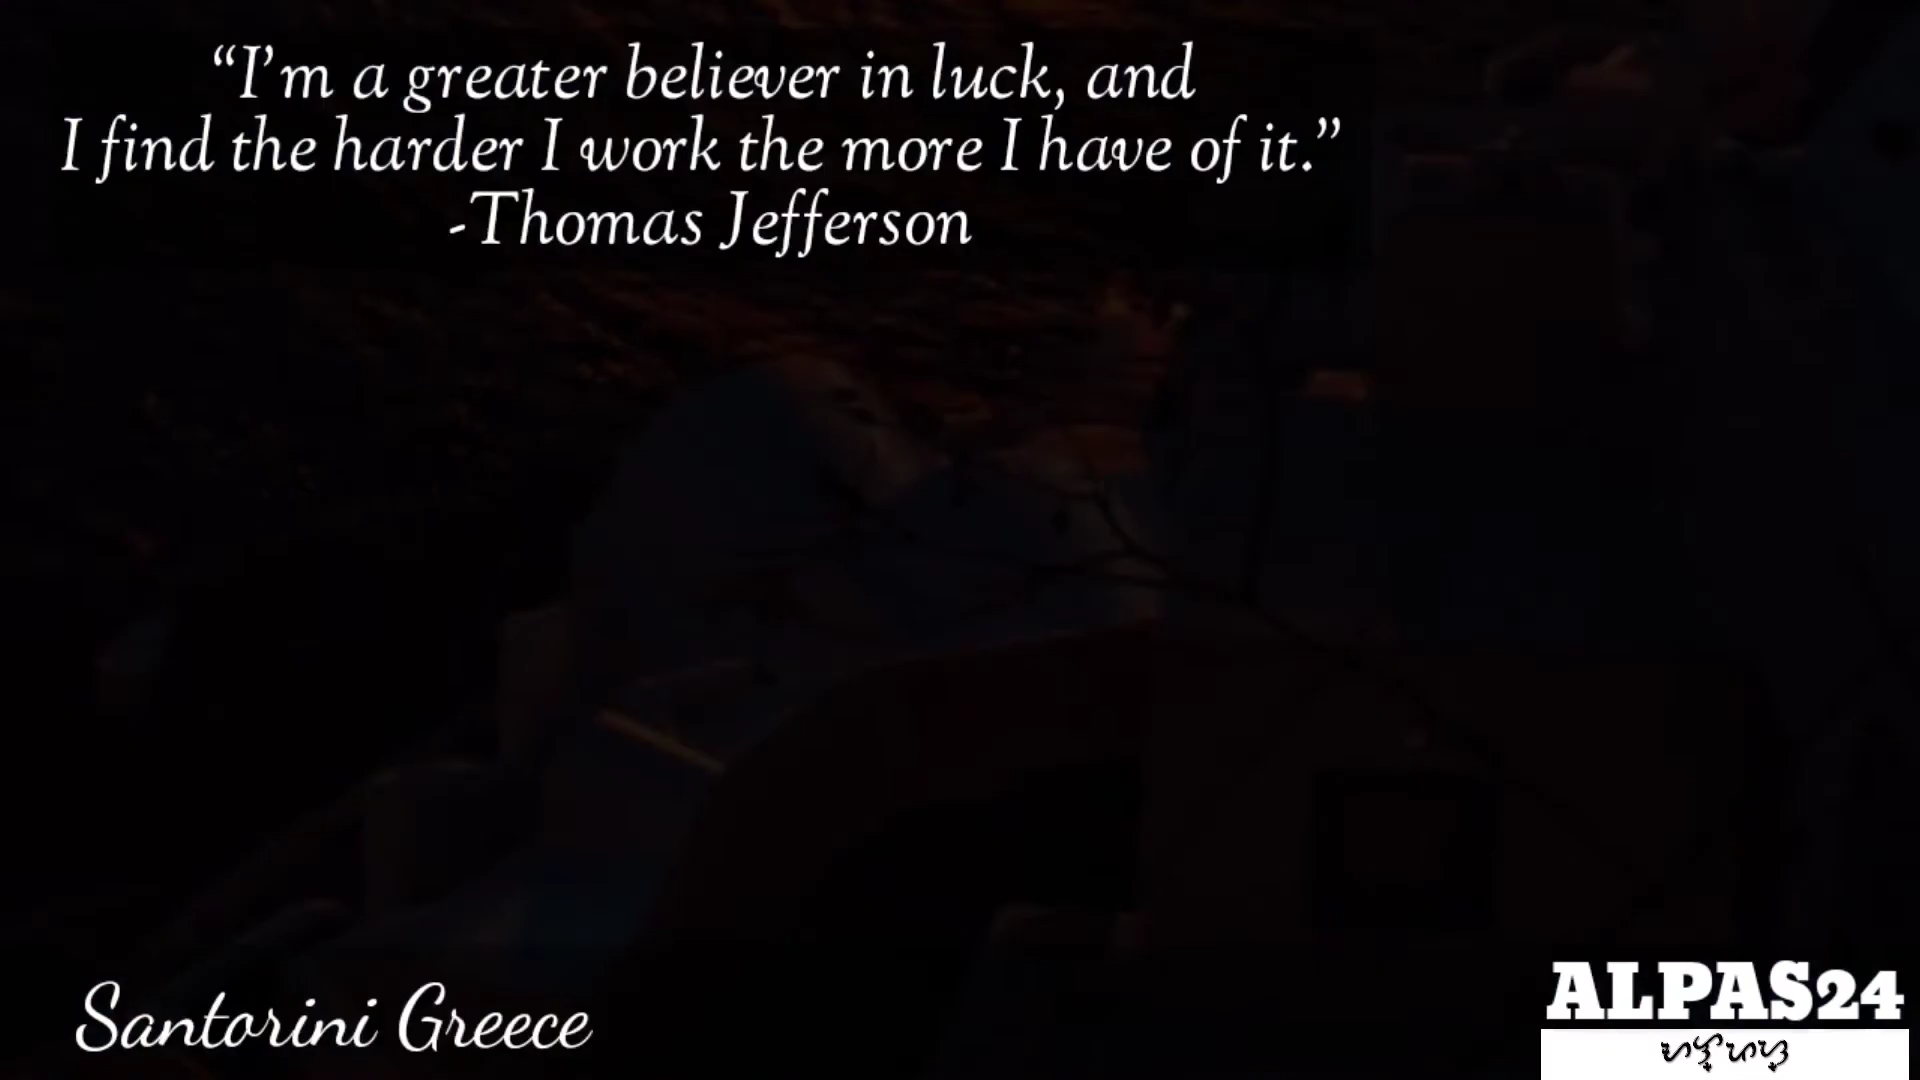 “I’m a greater believer in luck, and
I find the harder I work the more I have of it.”
-Thomas Jefferson
Santorini Greece
ALPAS24